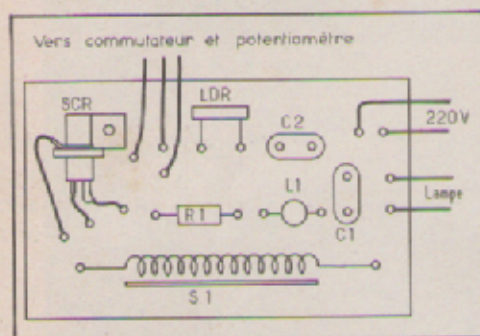 Vers commutateur et potentiomètre
SCR
LDR
C2
220V
L1
Lampe
R1
C1
S1